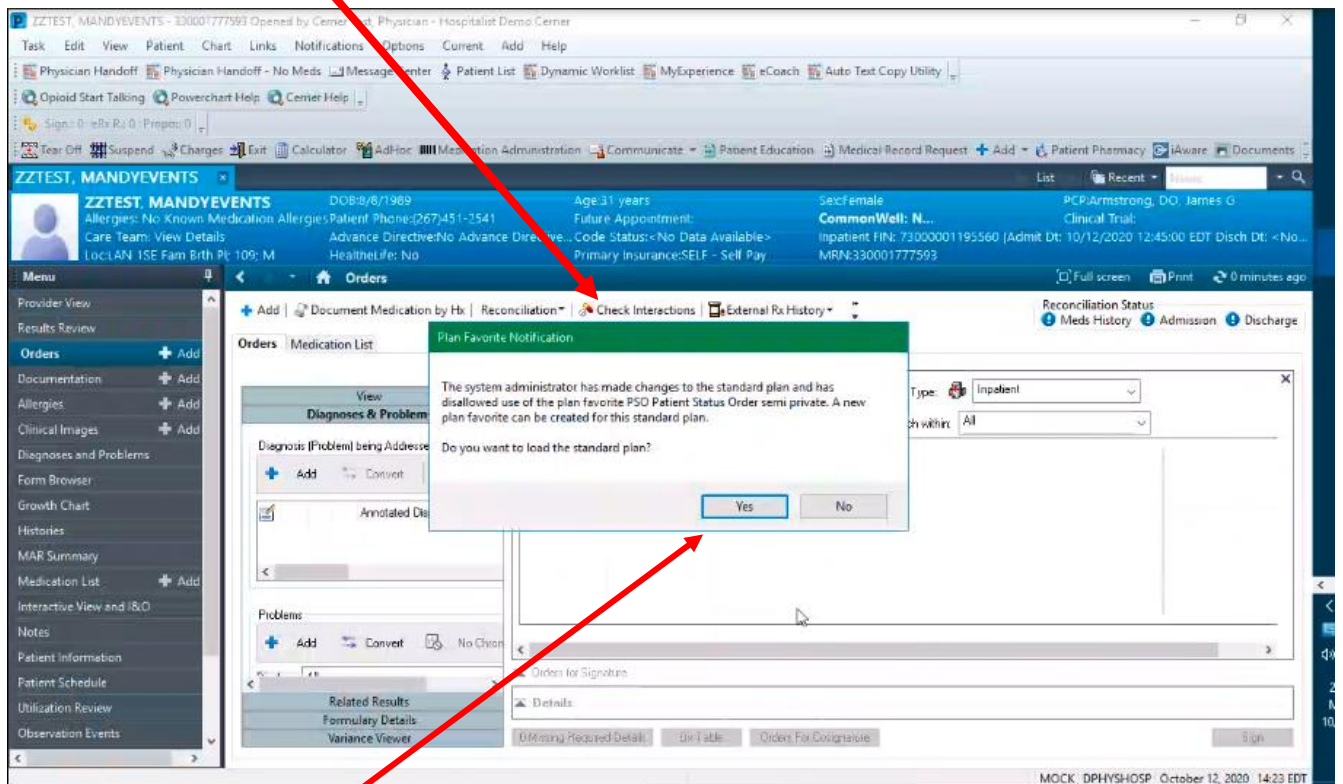 ZZTEST, MANDYEVENTS - 330001777593 Opened by Cerner Test, Physician - Hospitalist Demo Cerner
Task Edit View Patient Chart Links Notifications Options Current Add Help
Physician Handoff Physician Handoff - No Meds Message Center Patient List Dynamic Worklist MyExperience eCoach Auto Text Copy Utility
Opioid Start Talking Powerchart Help Cerner Help
Sign: 0 eRx Rx: 0 Propos: 0
Tear Off Suspend Charges Exit Calculator AdHoc Medication Administration Communicate Patient Education Medical Record Request Add Patient Pharmacy iAware Documents
ZZTEST, MANDYEVENTS List Recent Name
ZZTEST, MANDYEVENTS DOB:8/8/1989 Age:31 years Sex:Female PCP:Armstrong, DO, James G
Allergies: No Known Medication Allergies Patient Phone:(267)451-2541 Future Appointment: CommonWell: N... Clinical Trial:
Care Team: View Details Advance Directive:No Advance Directive... Code Status:<No Data Available> Inpatient FIN: 73000001195560 [Admit Dt: 10/12/2020 12:45:00 EDT Disch Dt: <No...
Loc:LAN 1SE Fam Brth Pl; 109; M HealtheLife: No Primary Insurance:SELF - Self Pay MRN:330001777593
Menu Orders Full screen Print 0 minutes ago
Provider View
Results Review
Orders Add
Documentation Add
Allergies Add
Clinical Images Add
Diagnoses and Problems
Form Browser
Growth Chart
Histories
MAR Summary
Medication List Add
Interactive View and I&O
Notes
Patient Information
Patient Schedule
Utilization Review
Observation Events
Add Document Medication by Hx Reconciliation Check Interactions External Rx History
Reconciliation Status
Meds History Admission Discharge
Orders Medication List
View
Diagnoses & Problem
Diagnosis (Problem) being Addresse
Add Convert
Annotated Dis
Problems
Add Convert No Chron
All
Related Results
Formulary Details
Variance Viewer
Plan Favorite Notification
The system administrator has made changes to the standard plan and has
disallowed use of the plan favorite PSO Patient Status Order semi private. A new
plan favorite can be created for this standard plan.
Do you want to load the standard plan?
Yes No
Type: Inpatient
ch within: All
Orders for Signature
Details
0 Missing Required Details Dx Table Orders For Cosignature Sign
MOCK DPHYSHOSP October 12, 2020 14:23 EDT